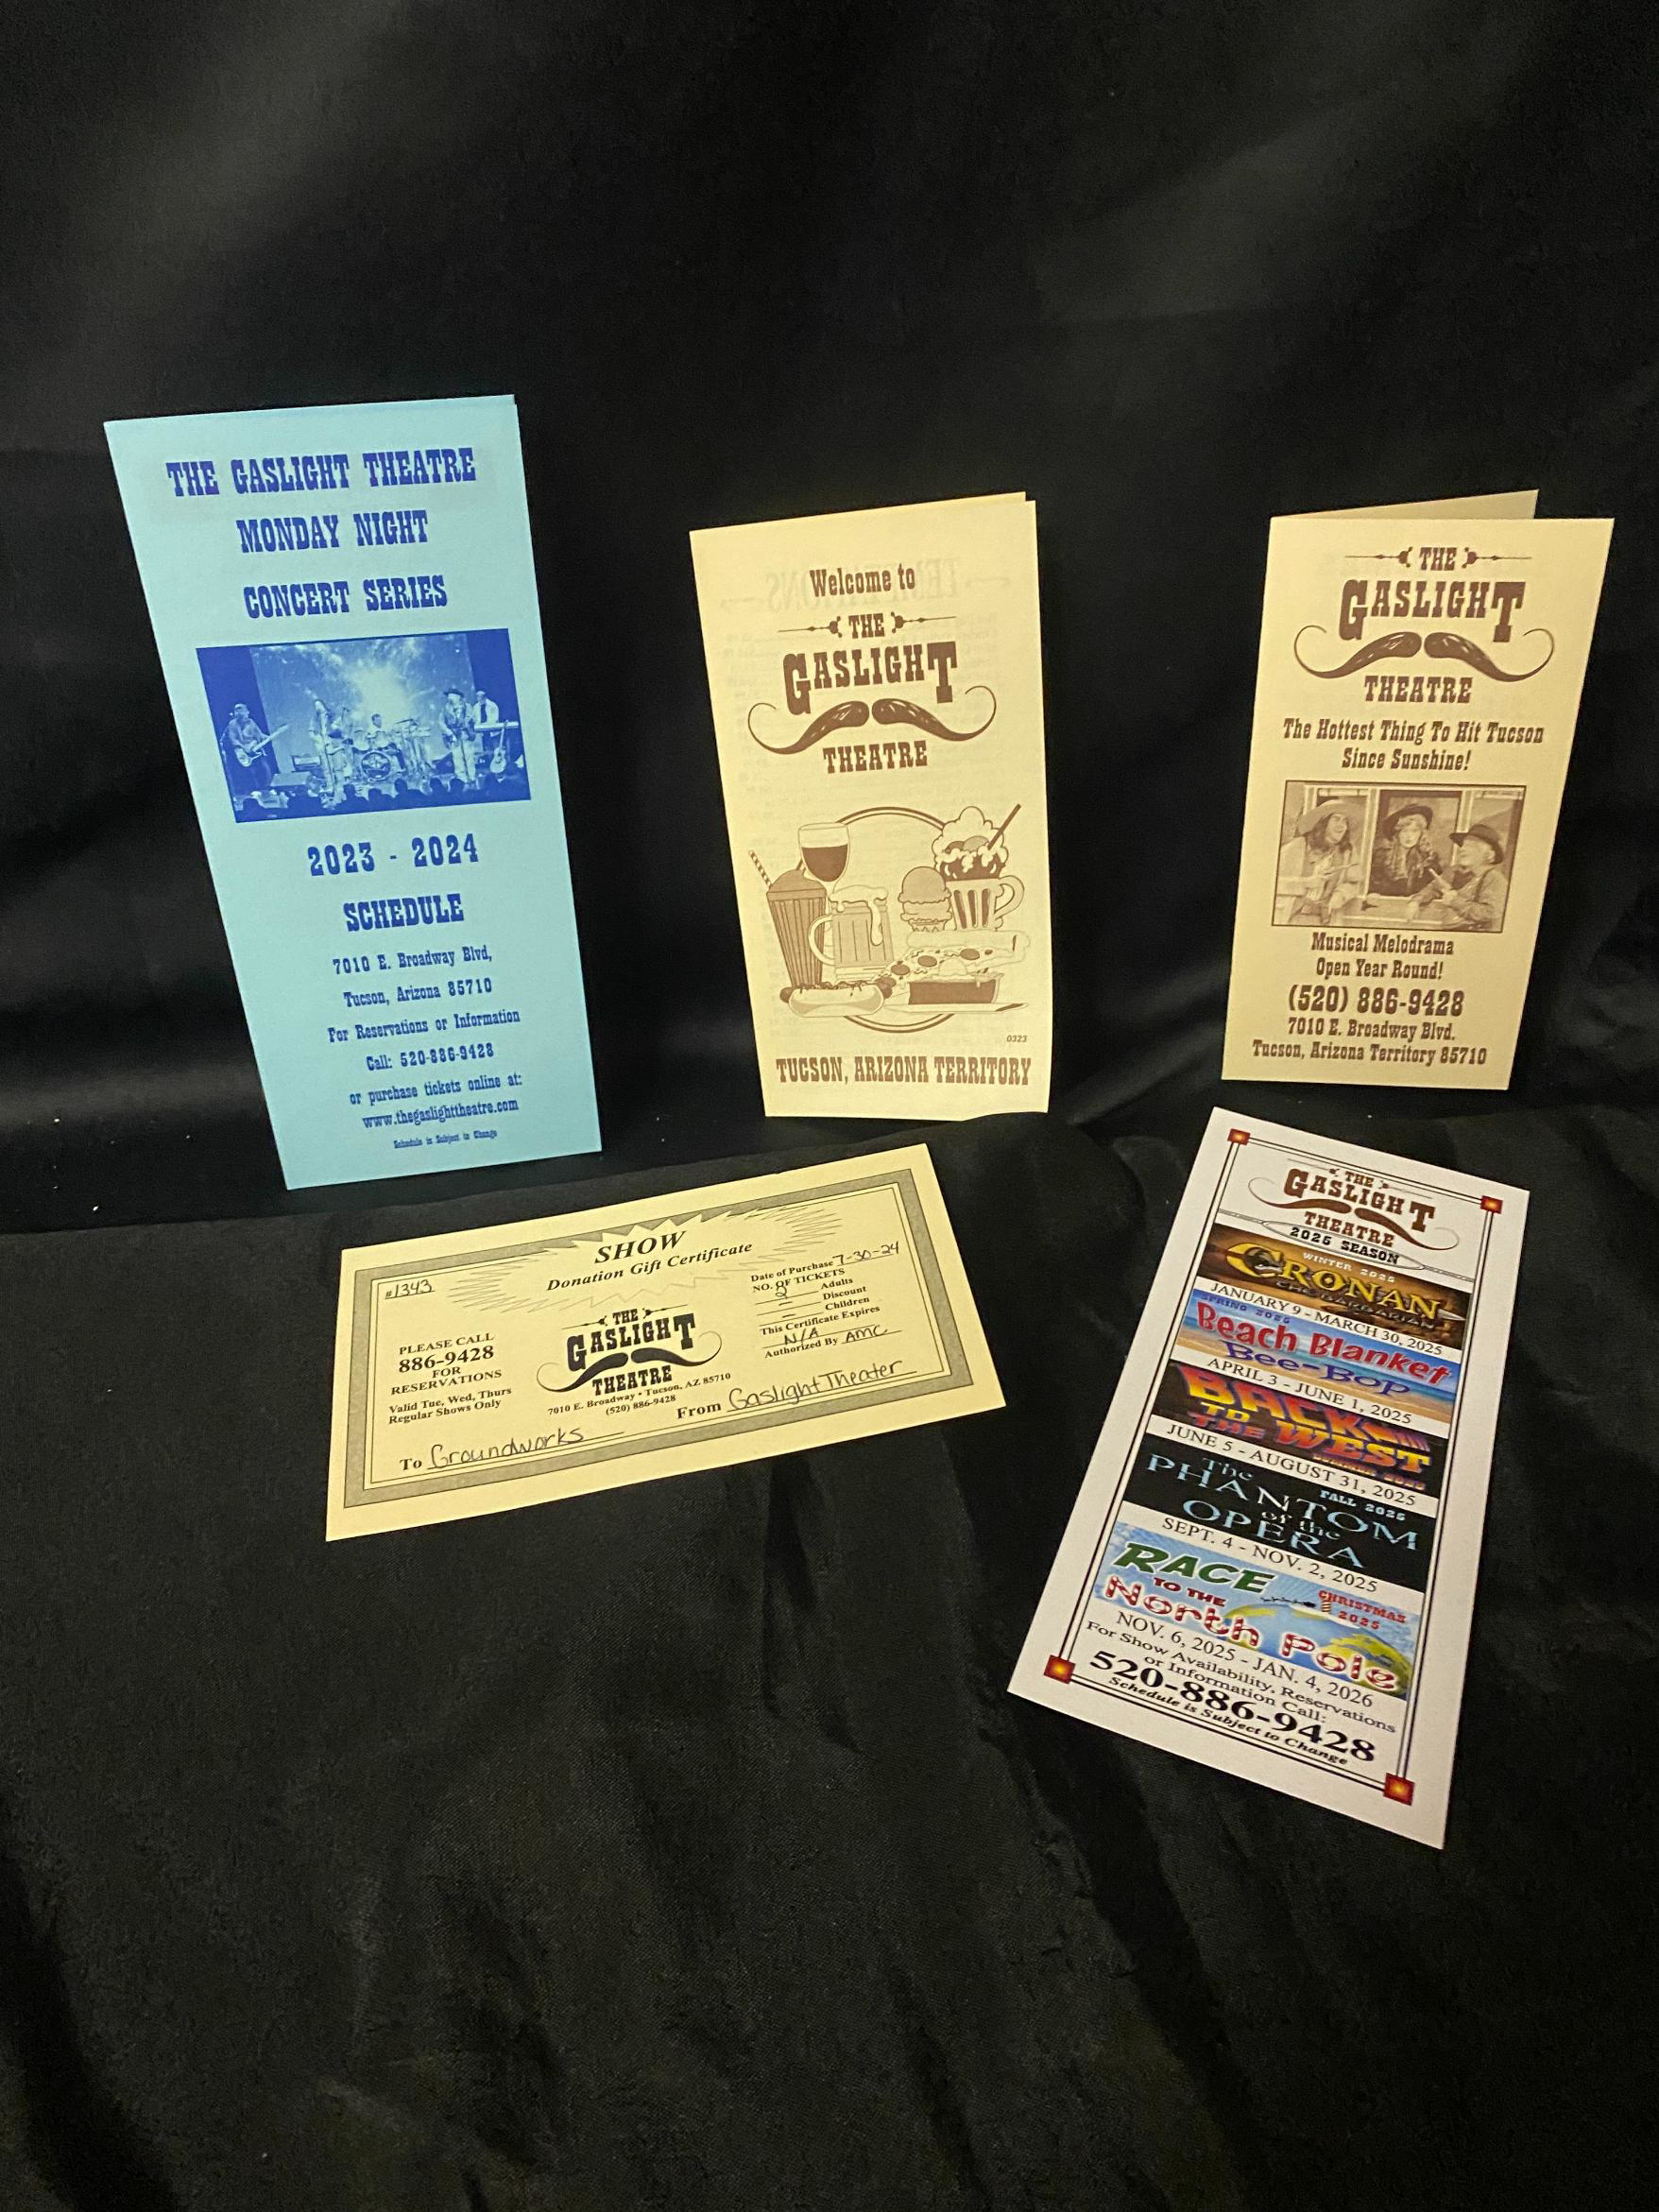 THE GASLIGHT THEATRE
MONDAY NIGHT
CONCERT SERIES
2023 - 2024
SCHEDULE
7010 E. Broadway Blvd,
Tucson, Arizona 85710
For Reservations or Information
Call: 520-886-9428
or purchase tickets online at:
www.thegaslighttheatre.com
Schedule is Subject to Change
Welcome to
THE
GASLIGHT
THEATRE
0323
TUCSON, ARIZONA TERRITORY
THE
GASLIGHT
THEATRE
The Hottest Thing To Hit Tucson
Since Sunshine!
Musical Melodrama
Open Year Round!
(520) 886-9428
7010 E. Broadway Blvd.
Tucson, Arizona Territory 85710
SHOW
Donation Gift Certificate
#1343
PLEASE CALL
886-9428
FOR
RESERVATIONS
Valid Tue, Wed, Thurs
Regular Shows Only
THE
GASLIGHT
THEATRE
7010 E. Broadway • Tucson, AZ 85710
(520) 886-9428
Date of Purchase 7-30-24
NO. OF TICKETS
2 Adults
- Discount
- Children
This Certificate Expires
N/A
Authorized By AMC
To Groundworks
From Gaslight Theater
THE
GASLIGHT
THEATRE
2025 SEASON
WINTER 2025
CRONAN
THE BARBARIAN
JANUARY 9 - MARCH 30, 2025
SPRING 2025
Beach Blanket
Bee-Bop
APRIL 3 - JUNE 1, 2025
BACK
TO THE WEST
SUMMER 2025
JUNE 5 - AUGUST 31, 2025
FALL 2025
The
PHANTOM
of the
OPERA
SEPT. 4 - NOV. 2, 2025
RACE
TO THE
North Pole
CHRISTMAS
2025
NOV. 6, 2025 - JAN. 4, 2026
For Show Availability, Reservations
or Information Call:
520-886-9428
Schedule is Subject to Change